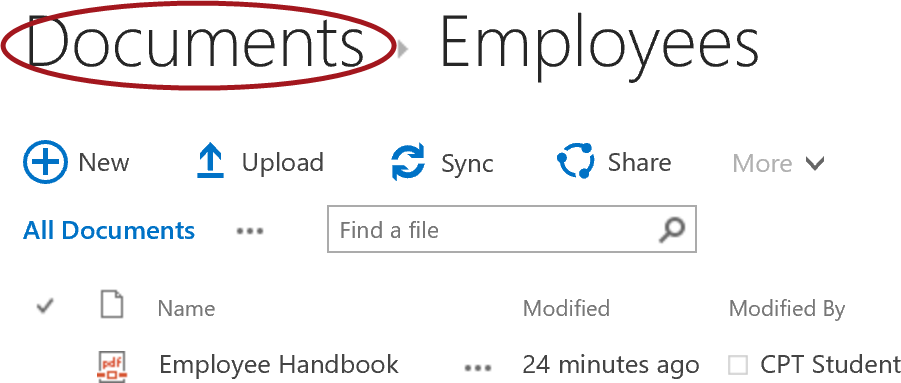 Documents Employees
New Upload Sync Share More
All Documents ••• Find a file
Name Modified Modified By
pdf Employee Handbook ••• 24 minutes ago CPT Student